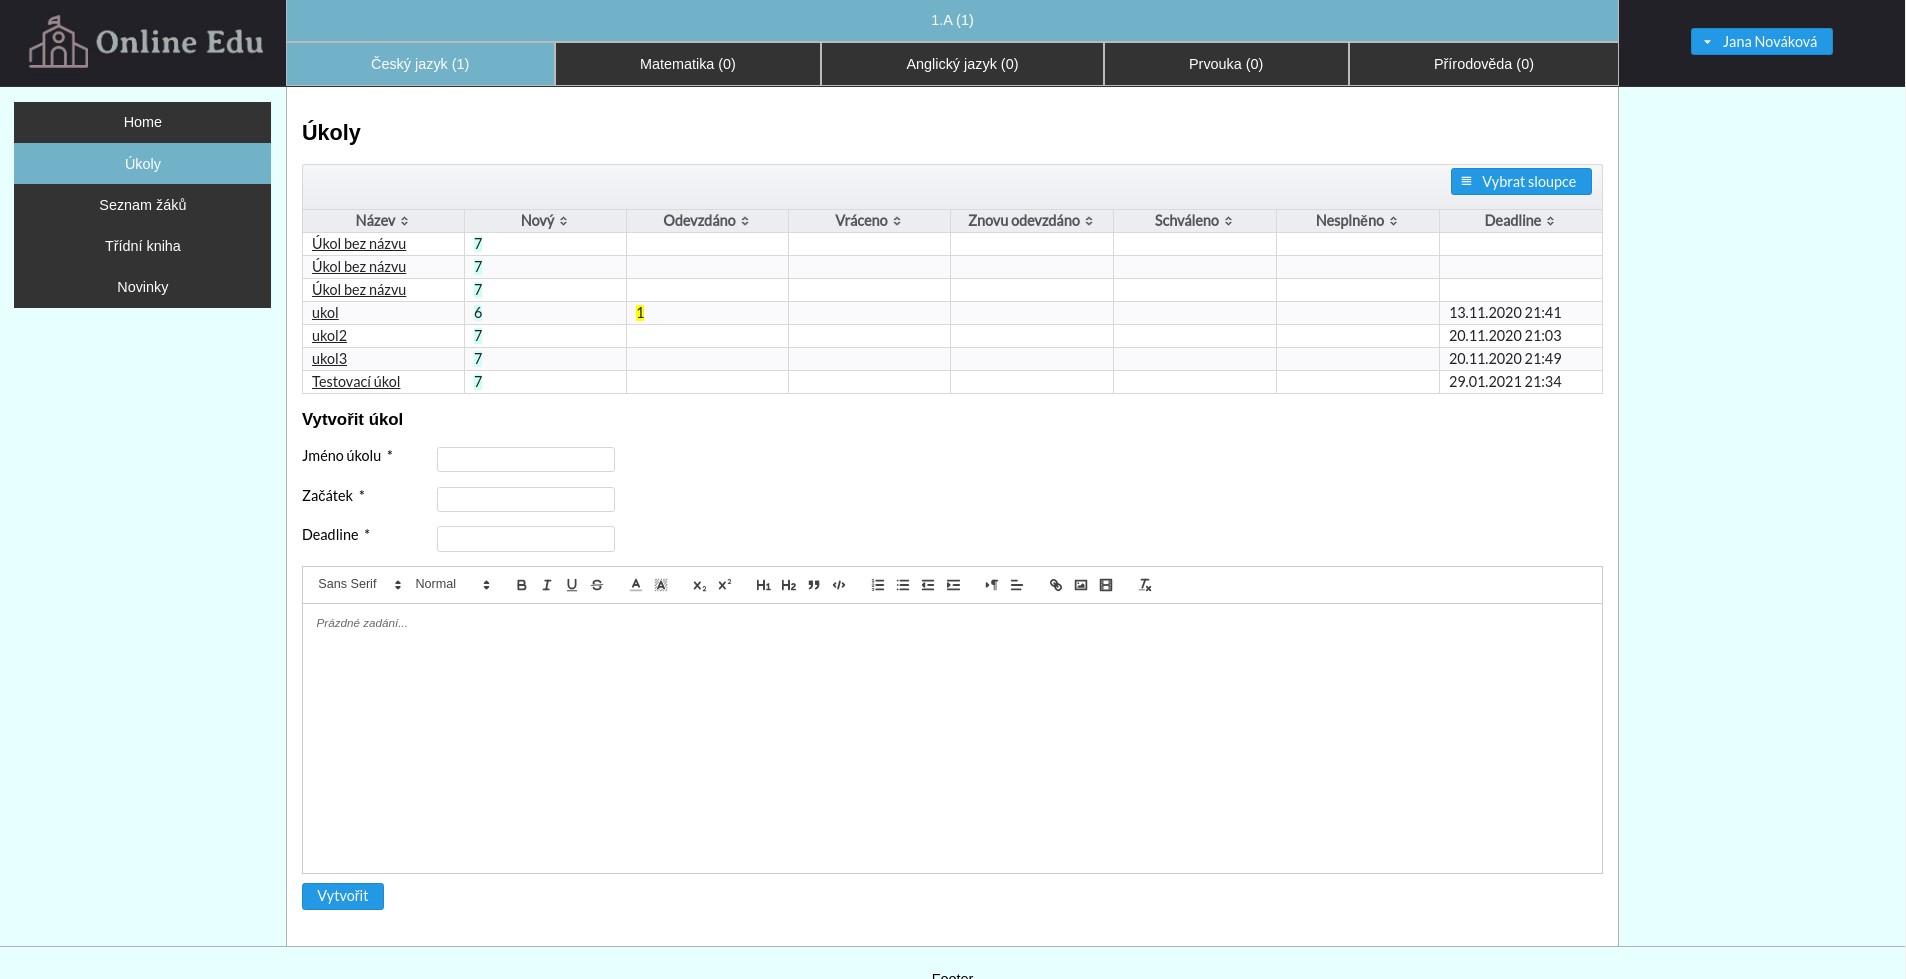 Online Edu
1.A (1)
Český jazyk (1) Matematika (0) Anglický jazyk (0) Prvouka (0) Přírodověda (0)
Jana Nováková
Home
Úkoly
Seznam žáků
Třídní kniha
Novinky
Úkoly
Vybrat sloupce
Název Nový Odevzdáno Vráceno Znovu odevzdáno Schváleno Nesplněno Deadline
Úkol bez názvu 7
Úkol bez názvu 7
Úkol bez názvu 7
ukol 6 1 13.11.2020 21:41
ukol2 7 20.11.2020 21:03
ukol3 7 20.11.2020 21:49
Testovací úkol 7 29.01.2021 21:34
Vytvořit úkol
Jméno úkolu *
Začátek *
Deadline *
Sans Serif Normal
Prázdné zadání...
Vytvořit
Footer